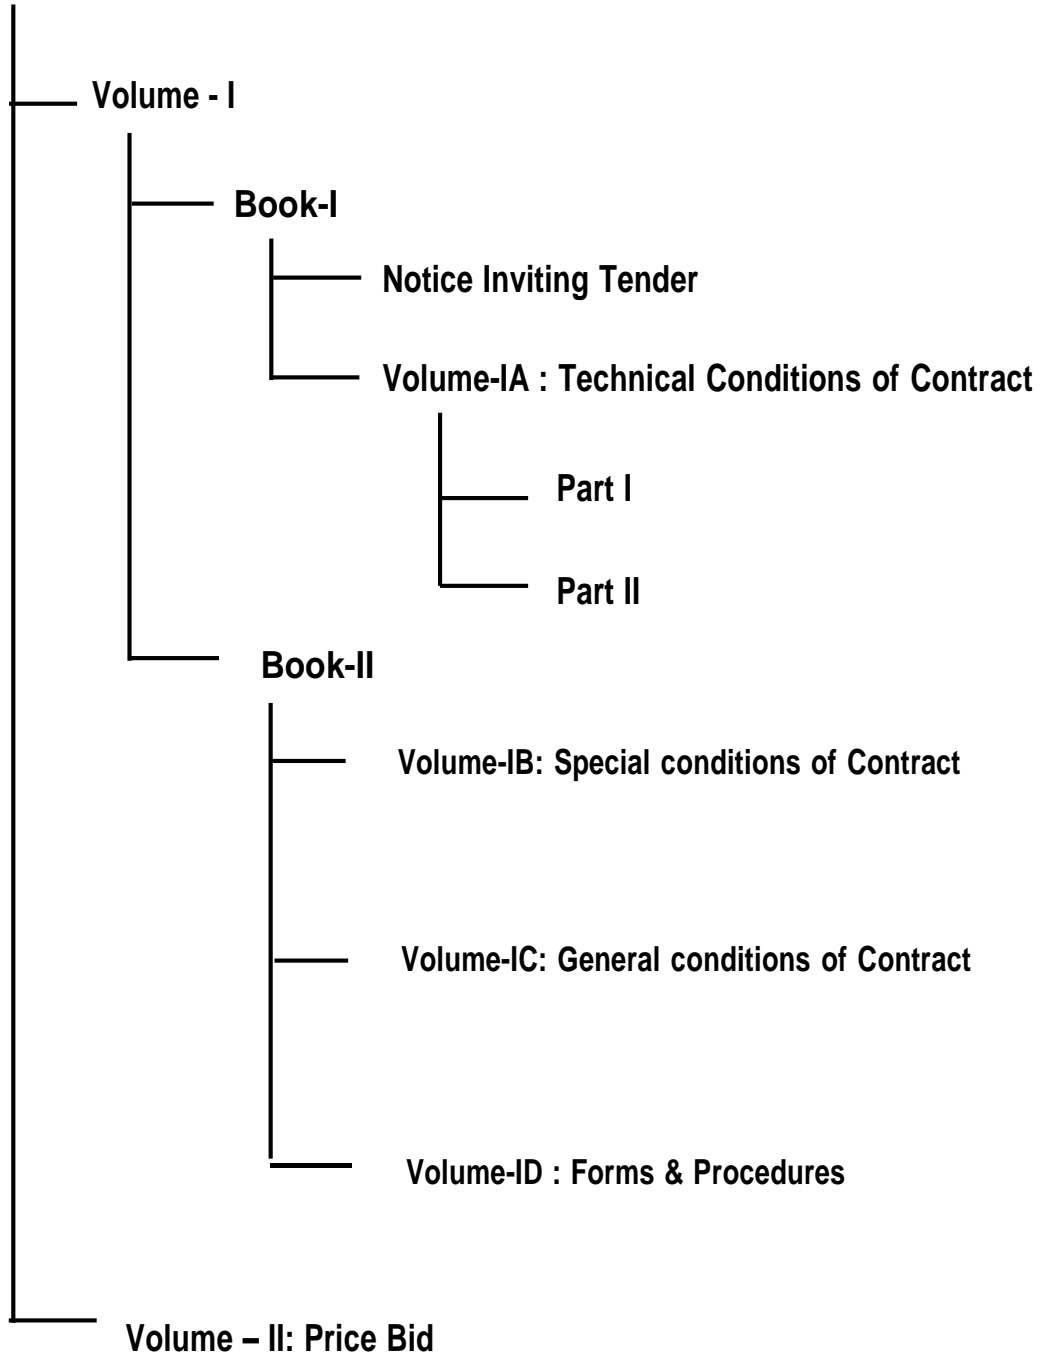 Volume - I
Book-I
Notice Inviting Tender
Volume-IA : Technical Conditions of Contract
Part I
Part II
Book-II
Volume-IB: Special conditions of Contract
Volume-IC: General conditions of Contract
Volume-ID : Forms & Procedures
Volume – II: Price Bid